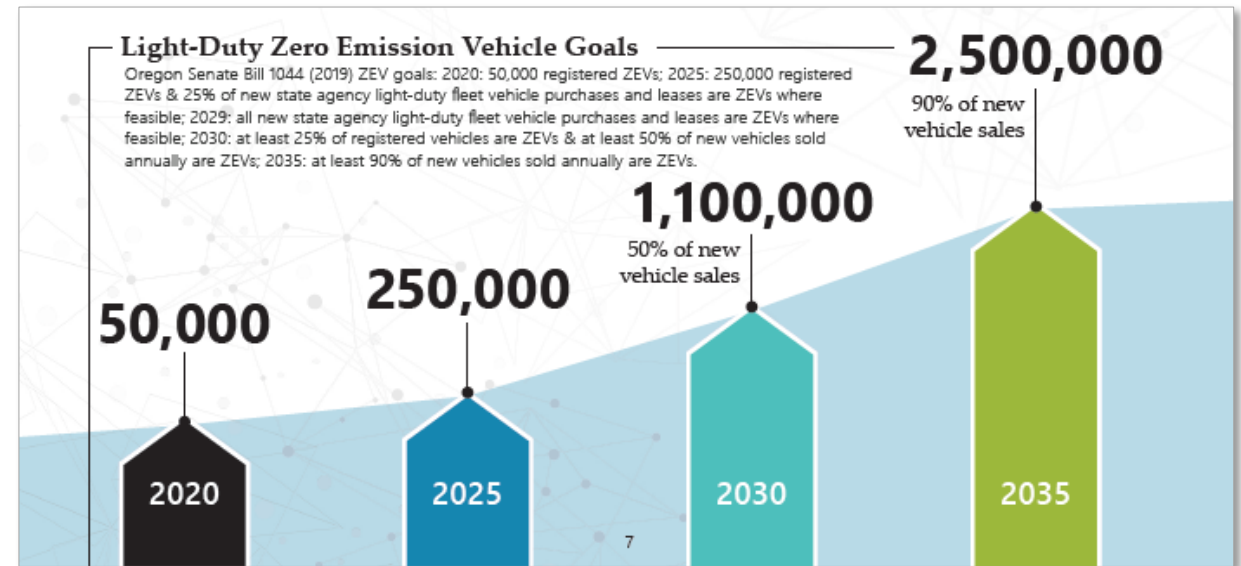 Light-Duty Zero Emission Vehicle Goals
Oregon Senate Bill 1044 (2019) ZEV goals: 2020: 50,000 registered ZEVs; 2025: 250,000 registered
ZEVs & 25% of new state agency light-duty fleet vehicle purchases and leases are ZEVs where
feasible; 2029: all new state agency light-duty fleet vehicle purchases and leases are ZEVs where
feasible; 2030: at least 25% of registered vehicles are ZEVs & at least 50% of new vehicles sold
annually are ZEVs; 2035: at least 90% of new vehicles sold annually are ZEVs.
2,500,000
90% of new
vehicle sales
1,100,000
50% of new
vehicle sales
250,000
50,000
2020
2025
2030
2035
7